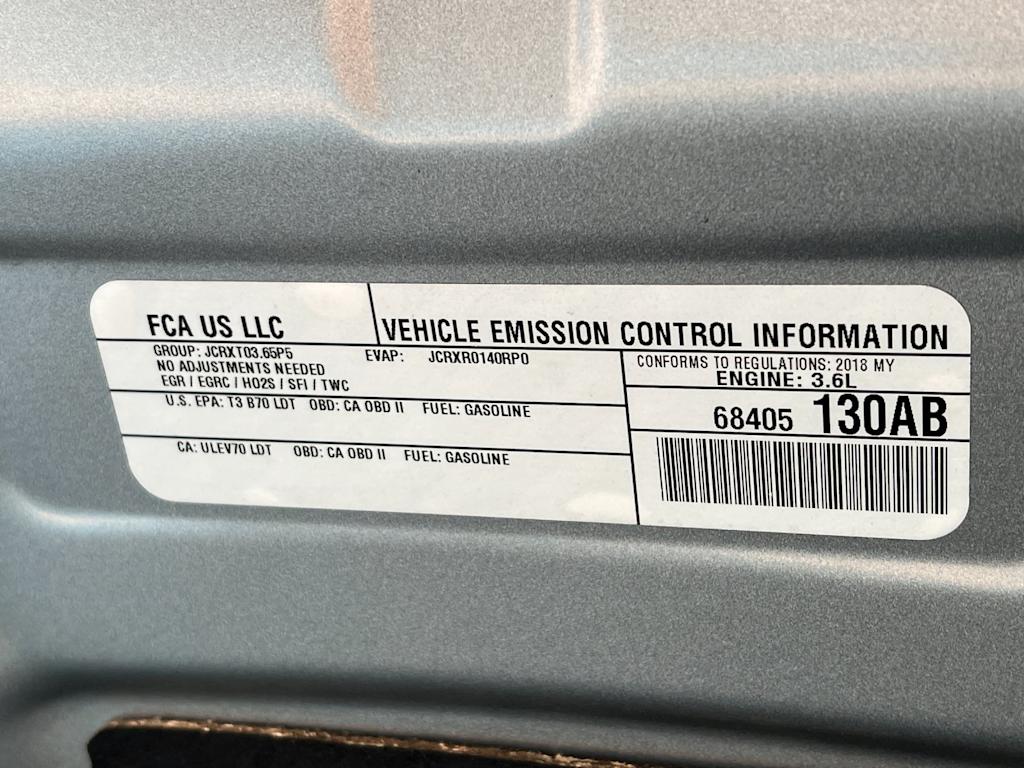 FCA US LLC
VEHICLE EMISSION CONTROL INFORMATION
GROUP: JCRXT03.65P5 EVAP: JCRXR0140RP0
NO ADJUSTMENTS NEEDED
EGR / EGRC / HO2S / SFI / TWC
CONFORMS TO REGULATIONS: 2018 MY
ENGINE: 3.6L
U.S. EPA: T3 B70 LDT OBD: CA OBD II FUEL: GASOLINE
68405 130AB
CA: ULEV70 LDT OBD: CA OBD II FUEL: GASOLINE